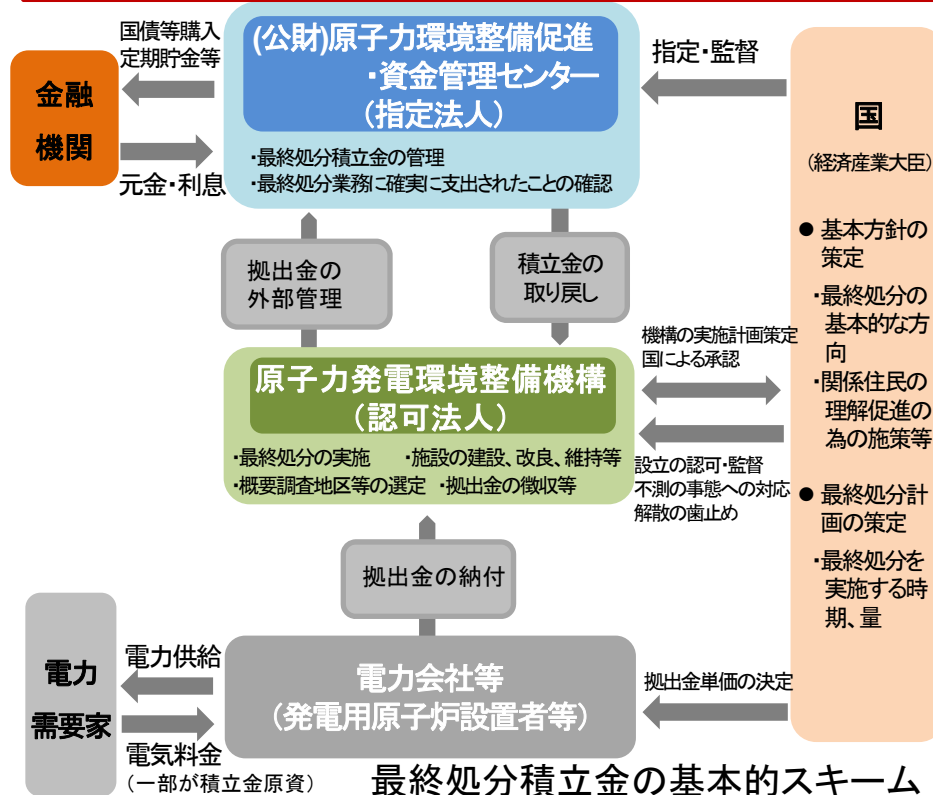 国債等購入
定期貯金等
金融
機関
元金・利息
(公財)原子力環境整備促進
・資金管理センター
(指定法人)
・最終処分積立金の管理
・最終処分業務に確実に支出されたことの確認
指定・監督
国
(経済産業大臣)
● 基本方針の
策定
・最終処分の
基本的な方
向
・関係住民の
理解促進の
為の施策等
● 最終処分計
画の策定
・最終処分を
実施する時
期、量
拠出金の
外部管理
積立金の
取り戻し
機構の実施計画策定
国による承認
原子力発電環境整備機構
(認可法人)
・最終処分の実施 ・施設の建設、改良、維持等
・概要調査地区等の選定 ・拠出金の徴収等
設立の認可・監督
不測の事態への対応
解散の歯止め
拠出金の納付
電力
需要家
電力供給
電気料金
(一部が積立金原資)
電力会社等
(発電用原子炉設置者等)
拠出金単価の決定
最終処分積立金の基本的スキーム